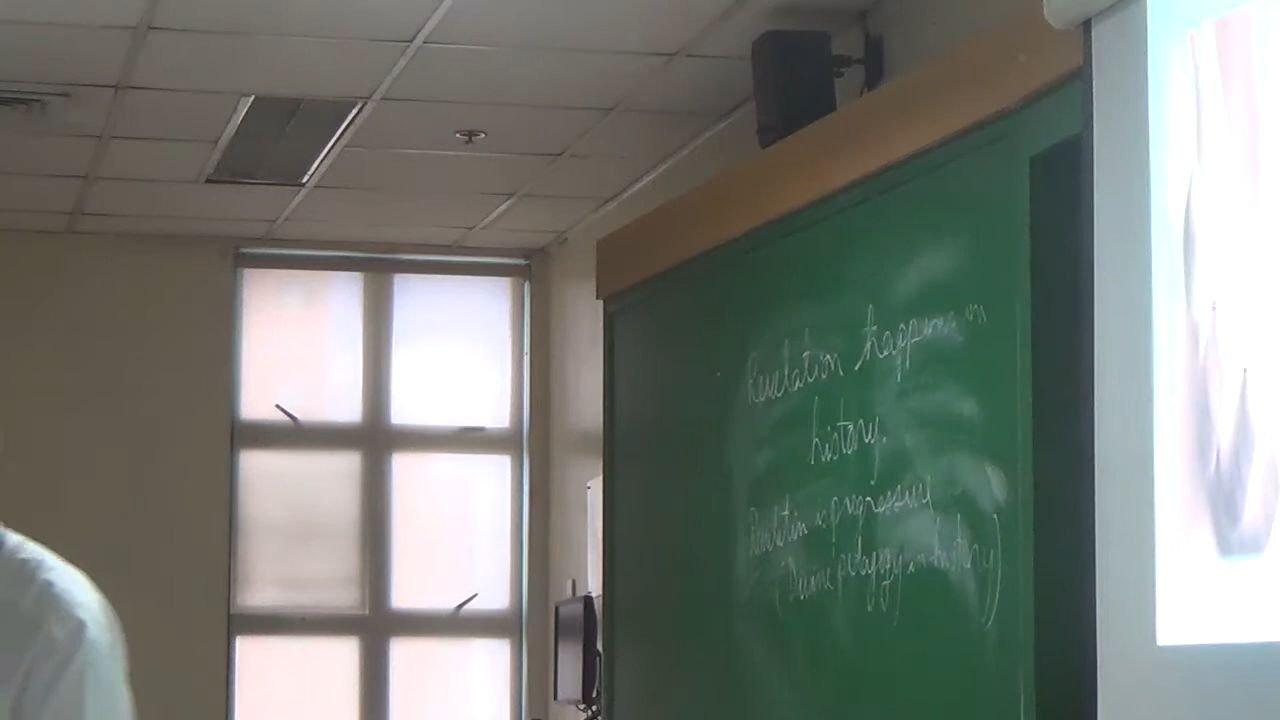 Revelation happens in
history.
Revelation is progressive
(Divine pedagogy in history)